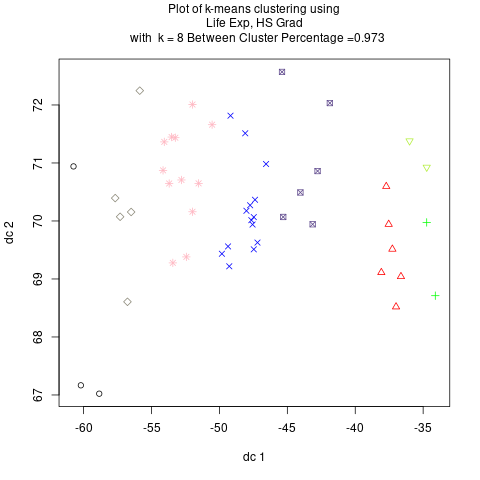 Plot of k-means clustering using
Life Exp, HS Grad
with k = 8 Between Cluster Percentage =0.973
72
71
70
69
68
67
dc 2
-60 -55 -50 -45 -40 -35
dc 1